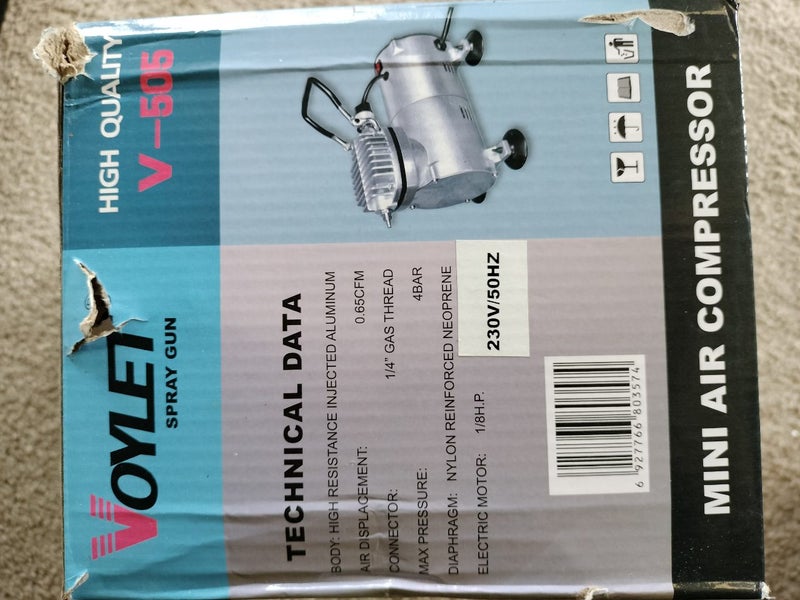 HIGH QUALITY
V-505
VOYLET
SPRAY GUN
TECHNICAL DATA
BODY: HIGH RESISTANCE INJECTED ALUMINUM
AIR DISPLACEMENT: 0.65CFM
CONNECTOR: 1/4" GAS THREAD
MAX PRESSURE: 4BAR
DIAPHRAGM: NYLON REINFORCED NEOPRENE
ELECTRIC MOTOR: 1/8H.P.
230V/50HZ
6 927766 803574
MINI AIR COMPRESSOR